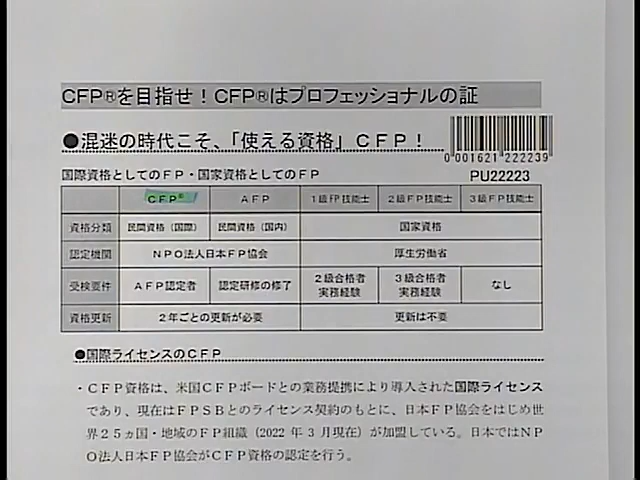 CFP®を目指せ！CFP®はプロフェッショナルの証
●混迷の時代こそ、「使える資格」ＣＦＰ！
0 001621 222239
国際資格としてのＦＰ・国家資格としてのＦＰ
PU22223
ＣＦＰ® ＡＦＰ １級FP技能士 ２級ＦＰ技能士 ３級ＦＰ技能士
資格分類 民間資格（国際） 民間資格（国内） 国家資格
認定機関 ＮＰＯ法人日本ＦＰ協会 厚生労働省
受検要件 ＡＦＰ認定者 認定研修の修了 ２級合格者 実務経験 ３級合格者 実務経験 なし
資格更新 ２年ごとの更新が必要 更新は不要
●国際ライセンスのＣＦＰ
・ＣＦＰ資格は、米国ＣＦＰボードとの業務提携により導入された国際ライセンス
であり、現在はＦＰＳＢとのライセンス契約のもとに、日本ＦＰ協会をはじめ世
界２５ヵ国・地域のＦＰ組織（2022 年 3 月現在）が加盟している。日本ではＮＰ
Ｏ法人日本ＦＰ協会がＣＦＰ資格の認定を行う。